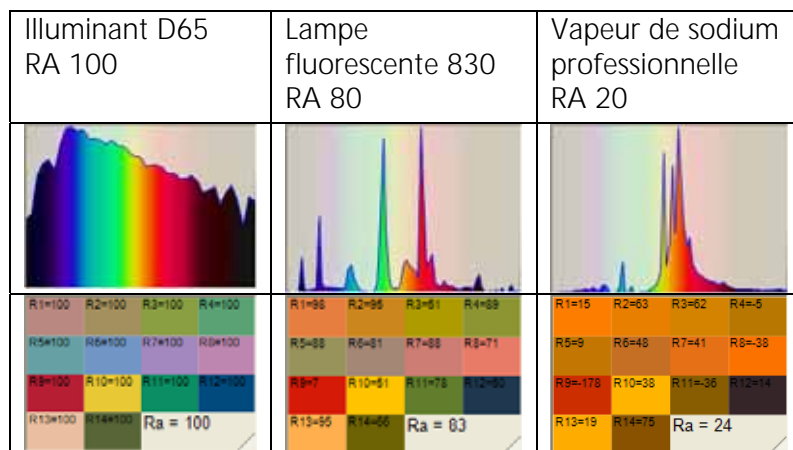 Illuminant D65
RA 100
Lampe
fluorescente 830
RA 80
Vapeur de sodium
professionnelle
RA 20
R1=100 R2=100 R3=100 R4=100
R5=100 R6=100 R7=100 R8=100
R9=100 R10=100 R11=100 R12=100
R13=100 R14=100 Ra = 100
R1=98 R2=95 R3=51 R4=89
R5=88 R6=81 R7=88 R8=71
R9=7 R10=51 R11=78 R12=50
R13=95 R14=66 Ra = 83
R1=15 R2=63 R3=62 R4=-5
R5=9 R6=48 R7=41 R8=-38
R9=-178 R10=38 R11=-36 R12=14
R13=19 R14=75 Ra = 24